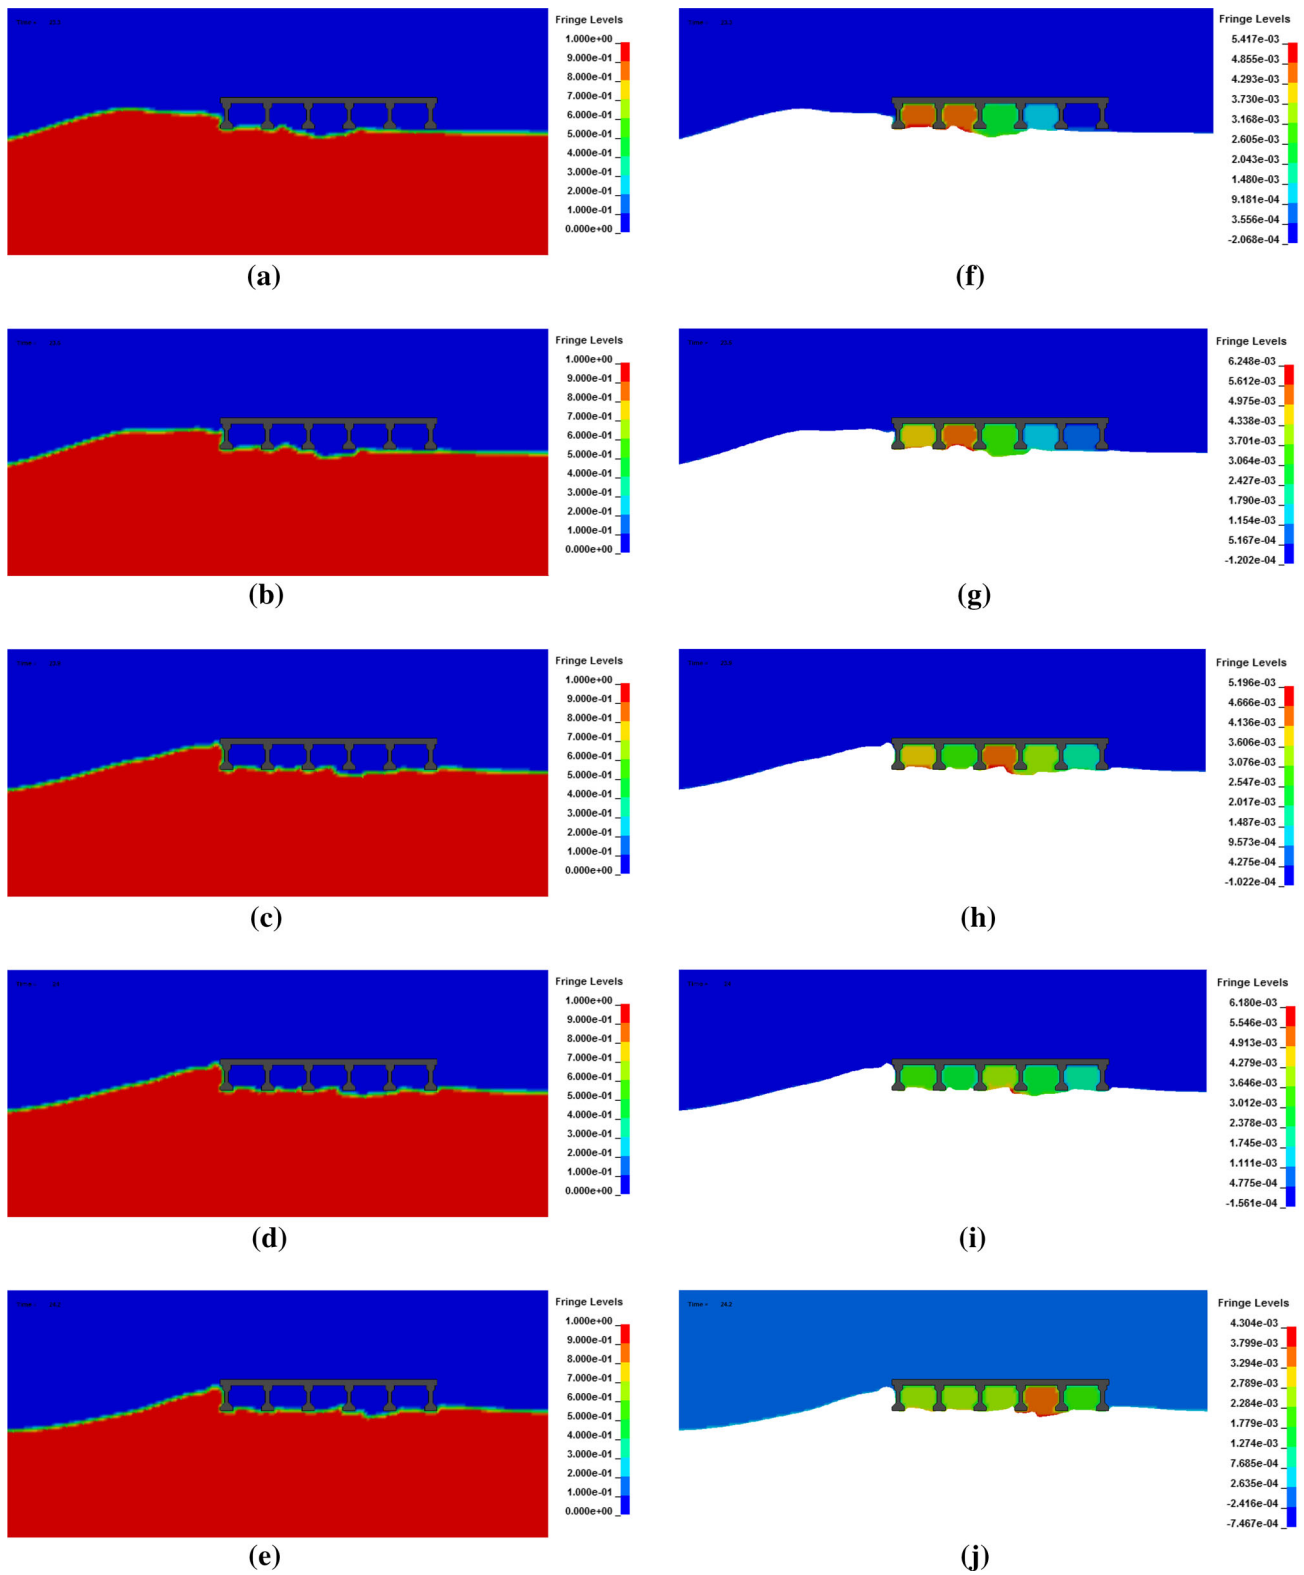 Time =
Fringe Levels
1.000e+00
9.000e-01
8.000e-01
7.000e-01
6.000e-01
5.000e-01
4.000e-01
3.000e-01
2.000e-01
1.000e-01
0.000e+00
(a)
Fringe Levels
5.417e-03
4.855e-03
4.293e-03
3.730e-03
3.168e-03
2.605e-03
2.043e-03
1.480e-03
9.181e-04
3.556e-04
-2.068e-04
(f)
Fringe Levels
1.000e+00
9.000e-01
8.000e-01
7.000e-01
6.000e-01
5.000e-01
4.000e-01
3.000e-01
2.000e-01
1.000e-01
0.000e+00
(b)
Fringe Levels
6.248e-03
5.612e-03
4.975e-03
4.338e-03
3.701e-03
3.064e-03
2.427e-03
1.790e-03
1.154e-03
5.167e-04
-1.202e-04
(g)
Fringe Levels
1.000e+00
9.000e-01
8.000e-01
7.000e-01
6.000e-01
5.000e-01
4.000e-01
3.000e-01
2.000e-01
1.000e-01
0.000e+00
(c)
Fringe Levels
5.196e-03
4.666e-03
4.136e-03
3.606e-03
3.076e-03
2.547e-03
2.017e-03
1.487e-03
9.573e-04
4.275e-04
-1.022e-04
(h)
Fringe Levels
1.000e+00
9.000e-01
8.000e-01
7.000e-01
6.000e-01
5.000e-01
4.000e-01
3.000e-01
2.000e-01
1.000e-01
0.000e+00
(d)
Fringe Levels
6.180e-03
5.546e-03
4.913e-03
4.279e-03
3.646e-03
3.012e-03
2.378e-03
1.745e-03
1.111e-03
4.775e-04
-1.561e-04
(i)
Fringe Levels
1.000e+00
9.000e-01
8.000e-01
7.000e-01
6.000e-01
5.000e-01
4.000e-01
3.000e-01
2.000e-01
1.000e-01
0.000e+00
(e)
Time = 24.2
Fringe Levels
4.304e-03
3.799e-03
3.294e-03
2.789e-03
2.284e-03
1.779e-03
1.274e-03
7.685e-04
2.635e-04
-2.416e-04
-7.467e-04
(j)